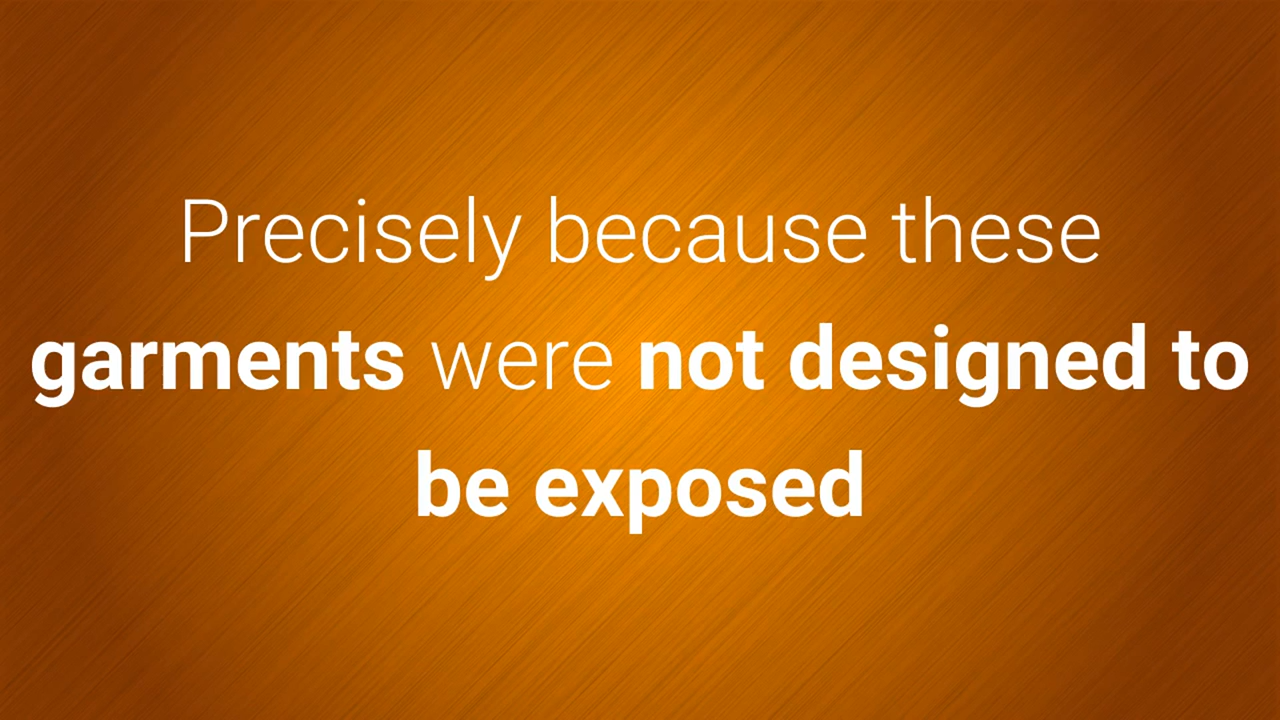 Precisely because these
garments were not designed to
be exposed